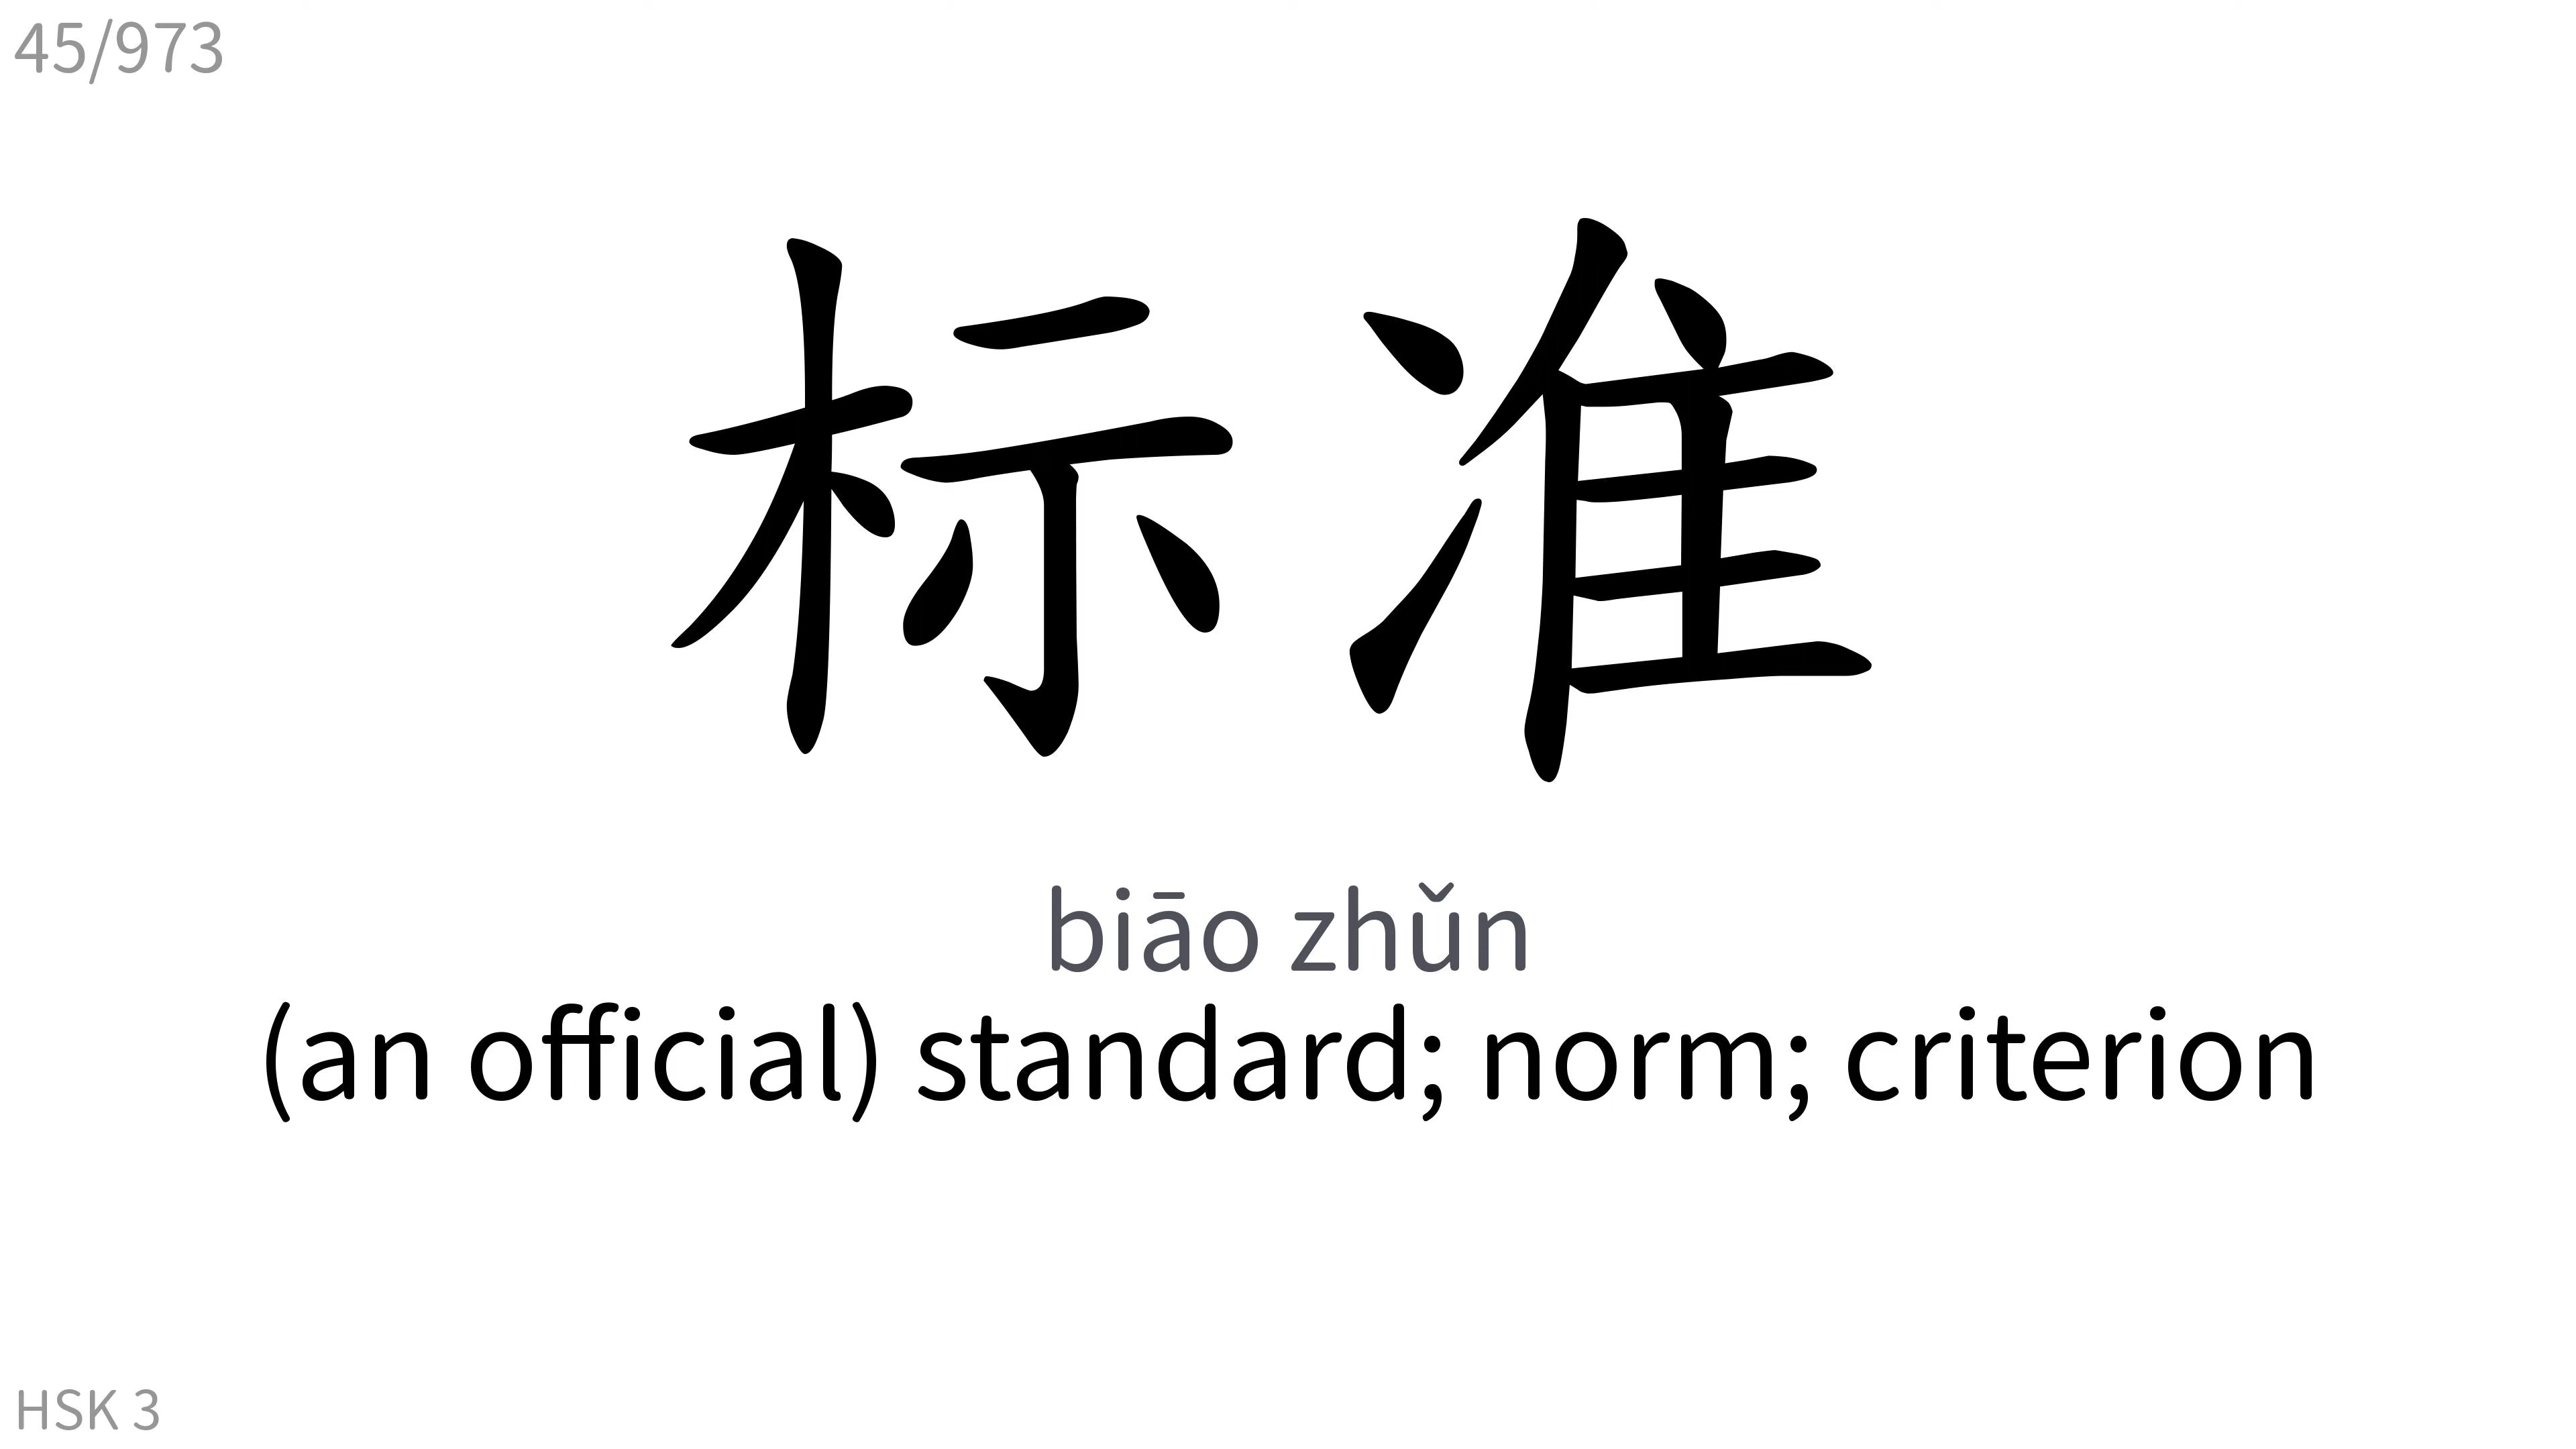 45/973
标准
biāo zhǔn
(an official) standard; norm; criterion
HSK 3